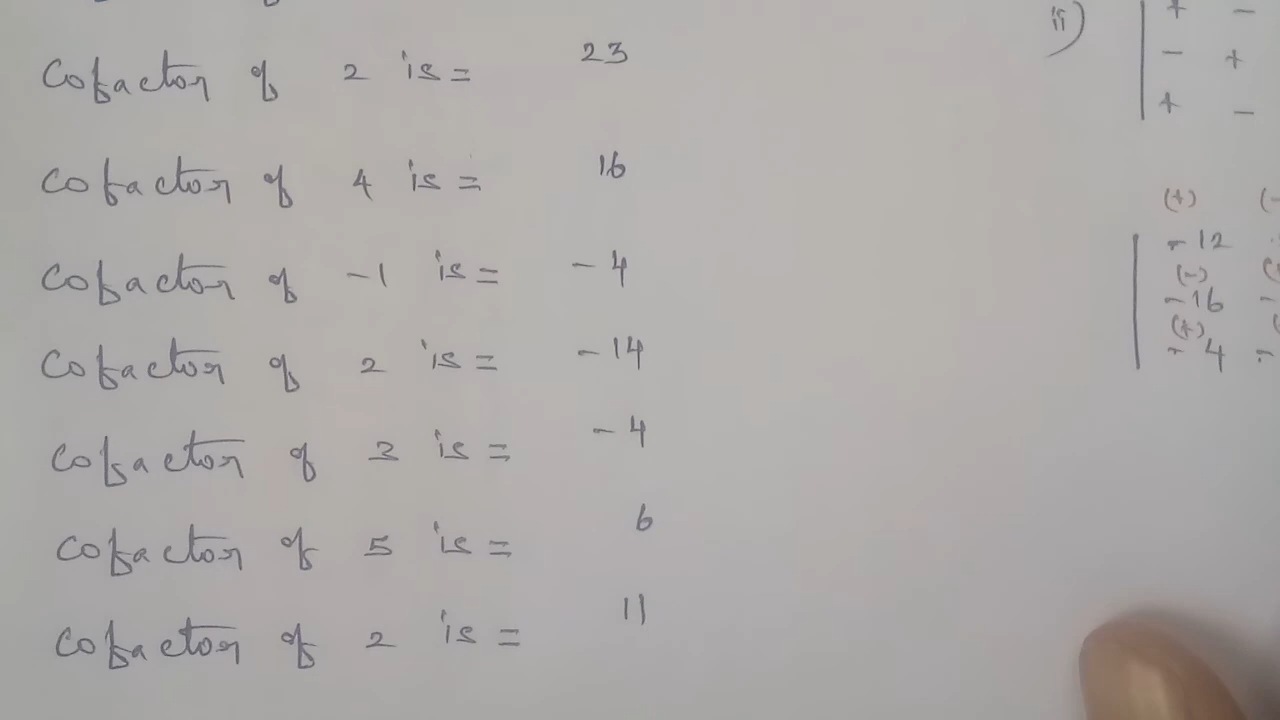 Cofactor of 2 is = 23
Cofactor of 4 is = 16
Cofactor of -1 is = -4
Cofactor of 2 is = -14
Cofactor of 3 is = -4
Cofactor of 5 is = 6
Cofactor of 2 is = 11
ii) + -
- +
+ -
(+) (-
-12
(-)
-16
(+)
- 4